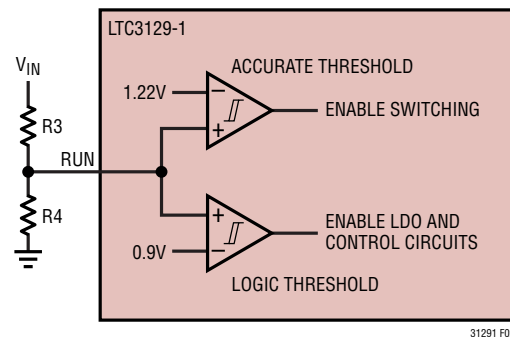 LTC3129-1
VIN
ACCURATE THRESHOLD
1.22V
−
ENABLE SWITCHING
+
R3
RUN
R4
+
ENABLE LDO AND
CONTROL CIRCUITS
0.9V
−
LOGIC THRESHOLD
31291 F0